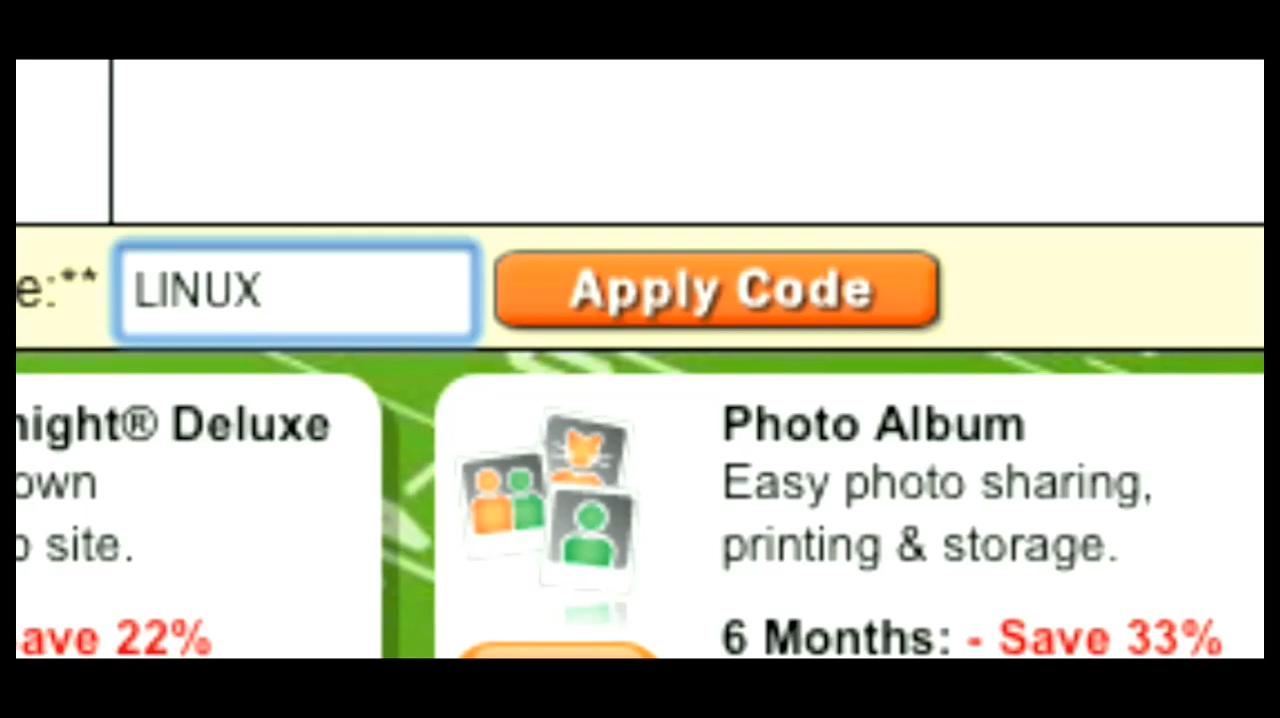 e:** LINUX Apply Code
night® Deluxe
own
site.
ave 22%
Photo Album
Easy photo sharing,
printing & storage.
6 Months: - Save 33%